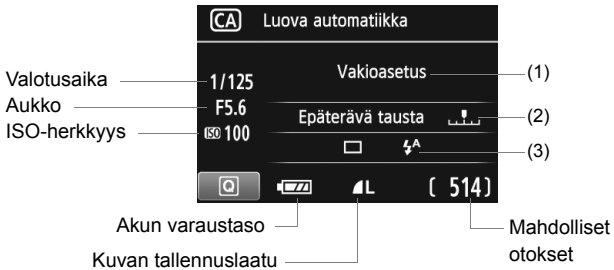 CA Luova automatiikka
Valotusaika 1/125 Vakioasetus (1)
Aukko F5.6 Epäterävä tausta (2)
ISO-herkkyys ISO 100 A (3)
Q L [ 514]
Akun varaustaso
Kuvan tallennuslaatu
Mahdolliset
otokset